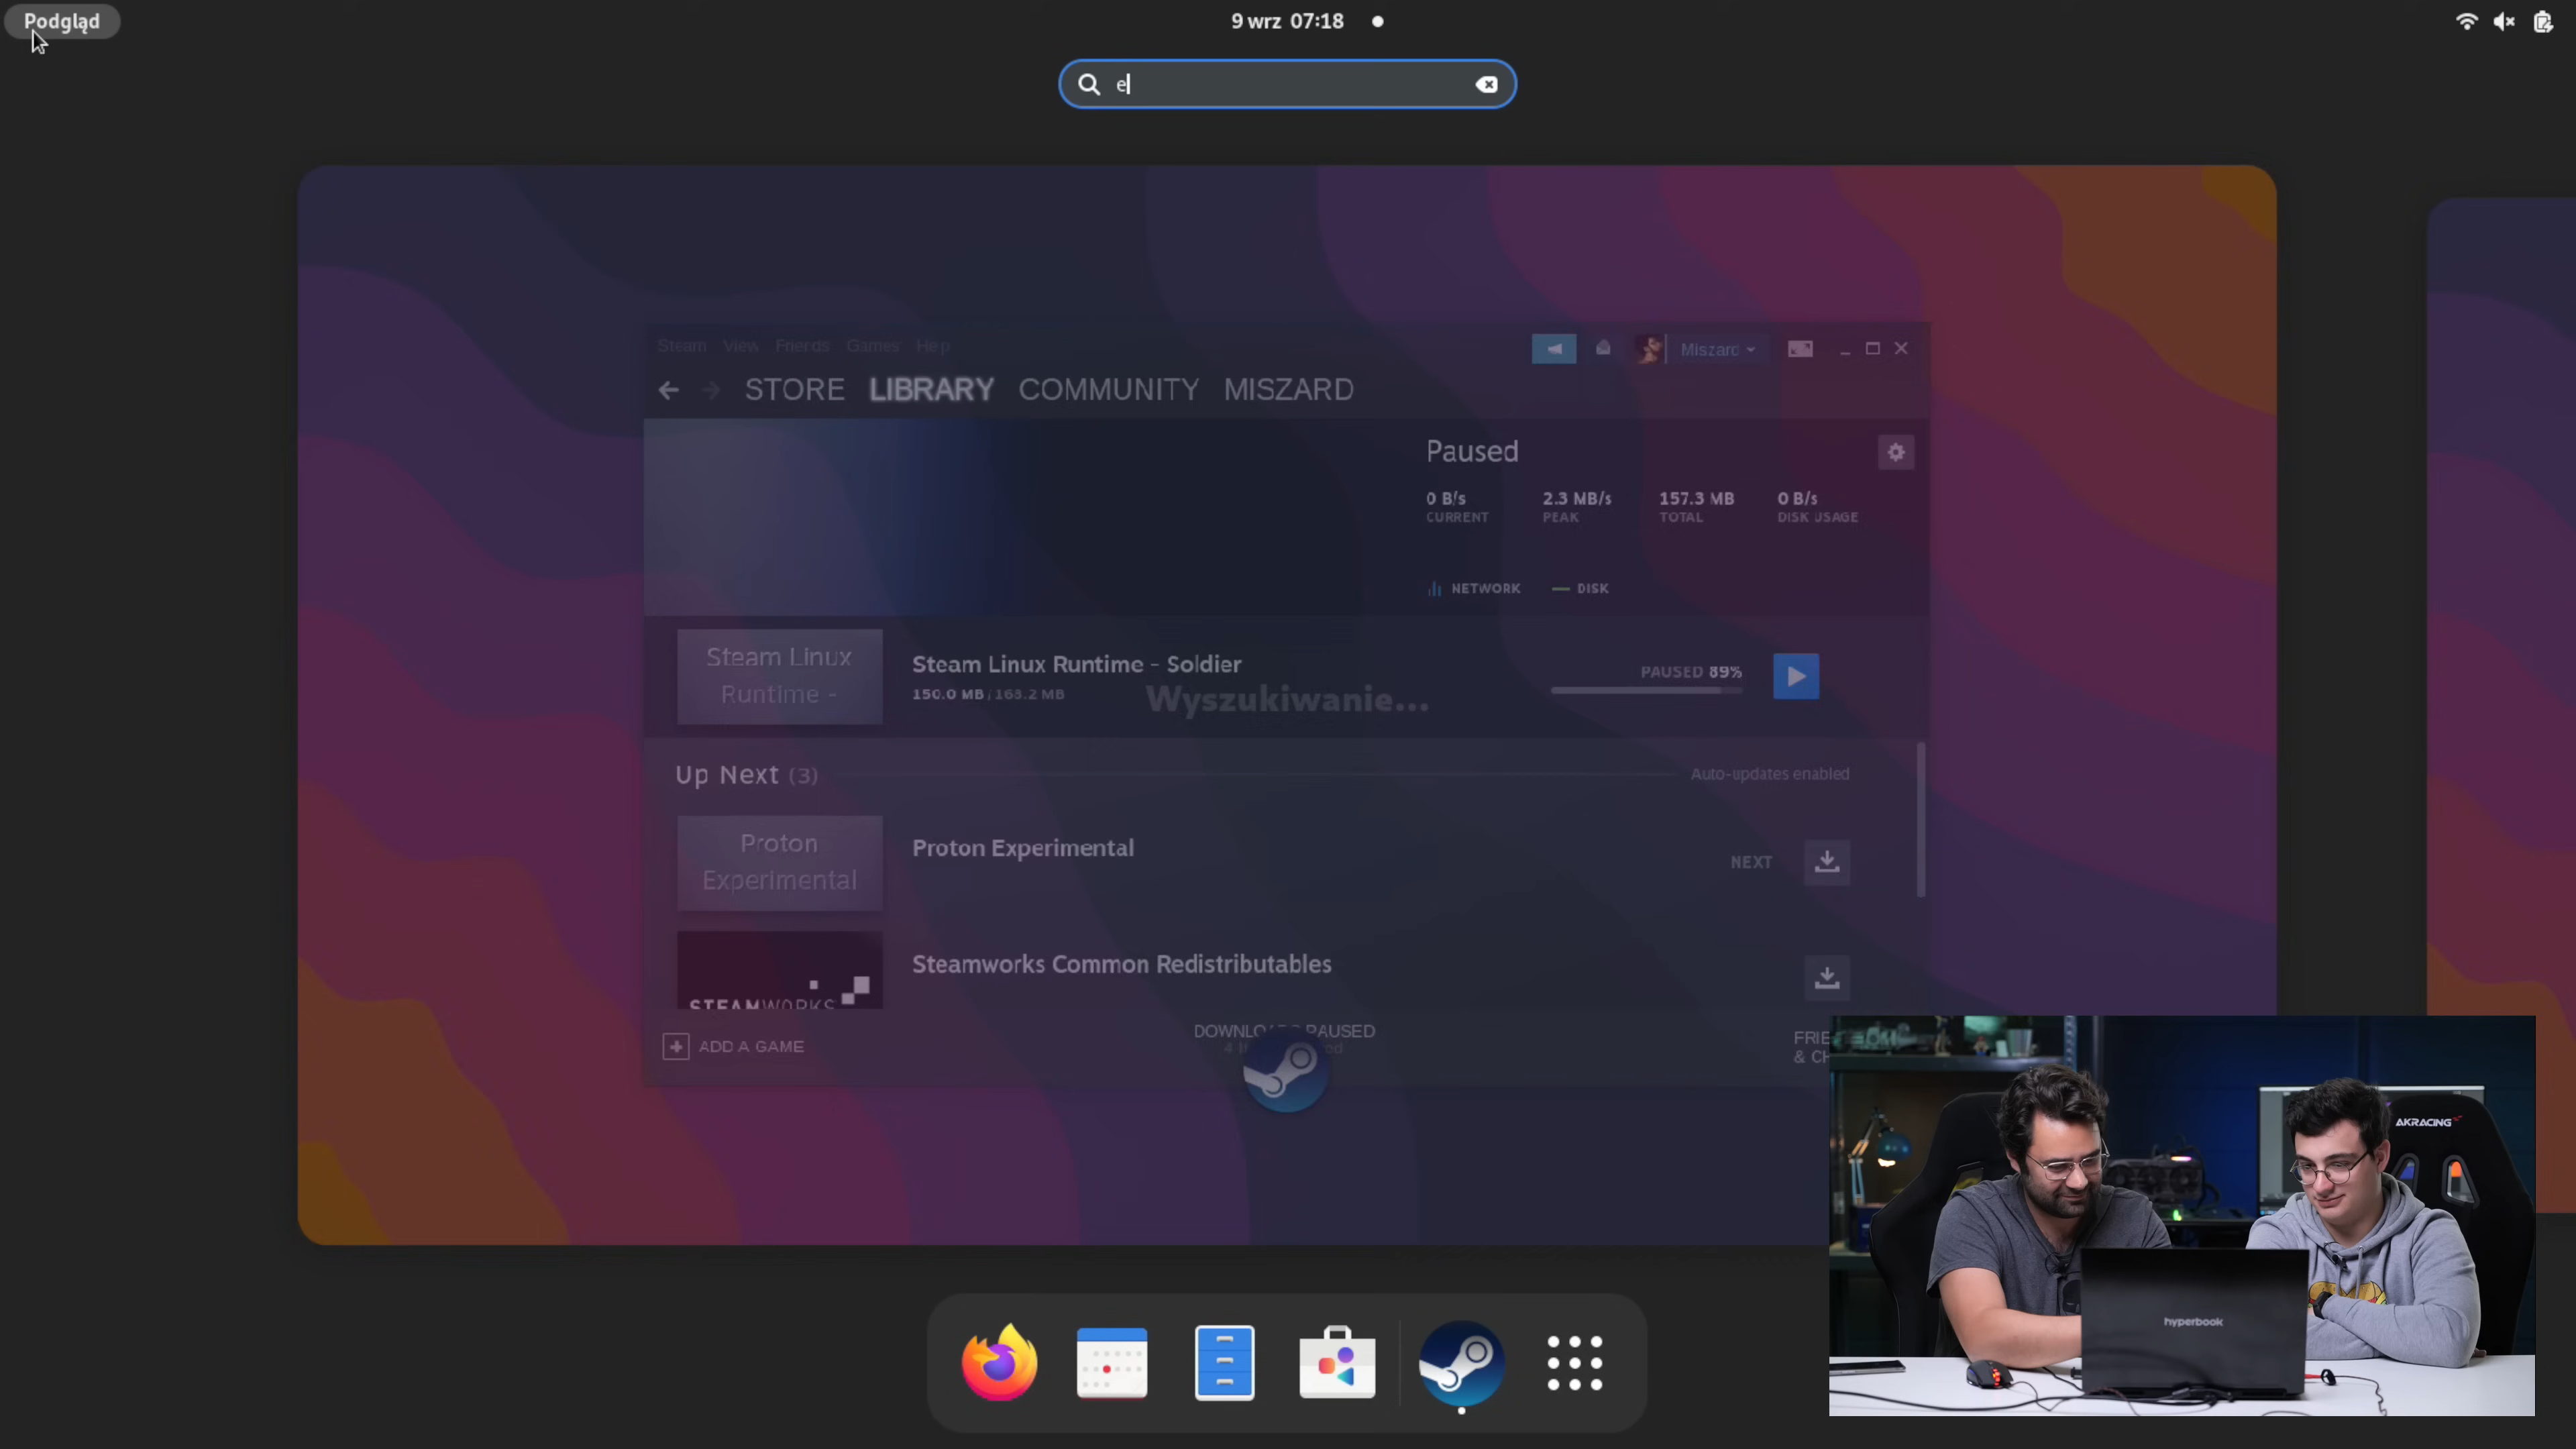 Podgląd
9 wrz 07:18
e
Steam View Friends Games Help
Miszard
STORE LIBRARY COMMUNITY MISZARD
Paused
0 B/s 2.3 MB/s 157.3 MB 0 B/s
CURRENT PEAK TOTAL DISK USAGE
NETWORK DISK
Steam Linux
Runtime -
Steam Linux Runtime - Soldier
150.0 MB / 168.2 MB
PAUSED 89%
Wyszukiwanie...
Up Next (3)
Auto-updates enabled
Proton
Experimental
Proton Experimental
NEXT
STEAMWORKS
Steamworks Common Redistributables
ADD A GAME
PAUSED
& 
AKRACING
hyperbook